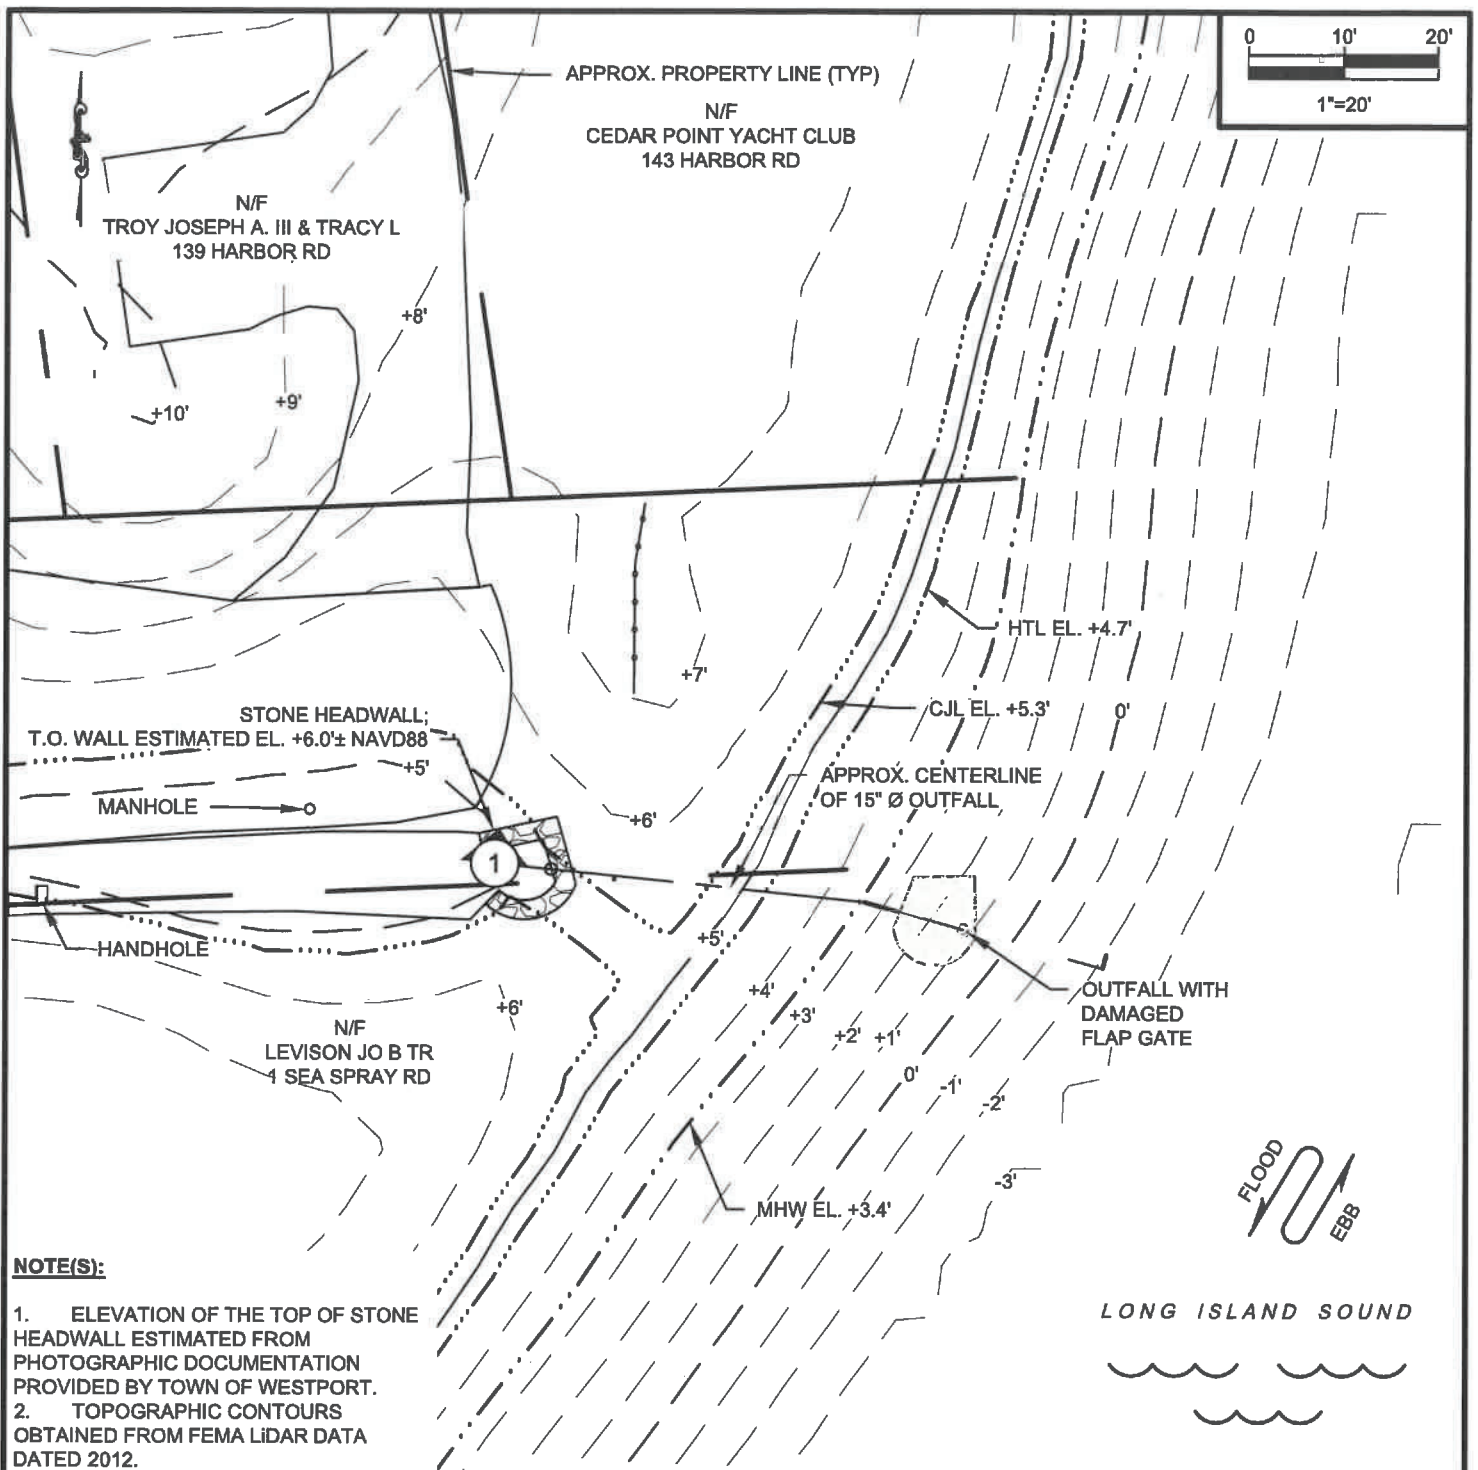 0 10' 20'
1"=20'
APPROX. PROPERTY LINE (TYP)
N/F
CEDAR POINT YACHT CLUB
143 HARBOR RD
N/F
TROY JOSEPH A. III & TRACY L
139 HARBOR RD
+8'
+10'
+9'
HTL EL. +4.7'
+7'
CJL EL. +5.3'
0'
STONE HEADWALL;
T.O. WALL ESTIMATED EL. +6.0'± NAVD88
+5'
APPROX. CENTERLINE
OF 15" Ø OUTFALL
MANHOLE
+6'
1
HANDHOLE
+5'
+4'
+3'
+2'
+1'
0'
-1'
-2'
-3'
OUTFALL WITH
DAMAGED
FLAP GATE
+6'
N/F
LEVISON JO B TR
1 SEA SPRAY RD
MHW EL. +3.4'
FLOOD
EBB
LONG ISLAND SOUND
NOTE(S):
1. ELEVATION OF THE TOP OF STONE
HEADWALL ESTIMATED FROM
PHOTOGRAPHIC DOCUMENTATION
PROVIDED BY TOWN OF WESTPORT.
2. TOPOGRAPHIC CONTOURS
OBTAINED FROM FEMA LiDAR DATA
DATED 2012.